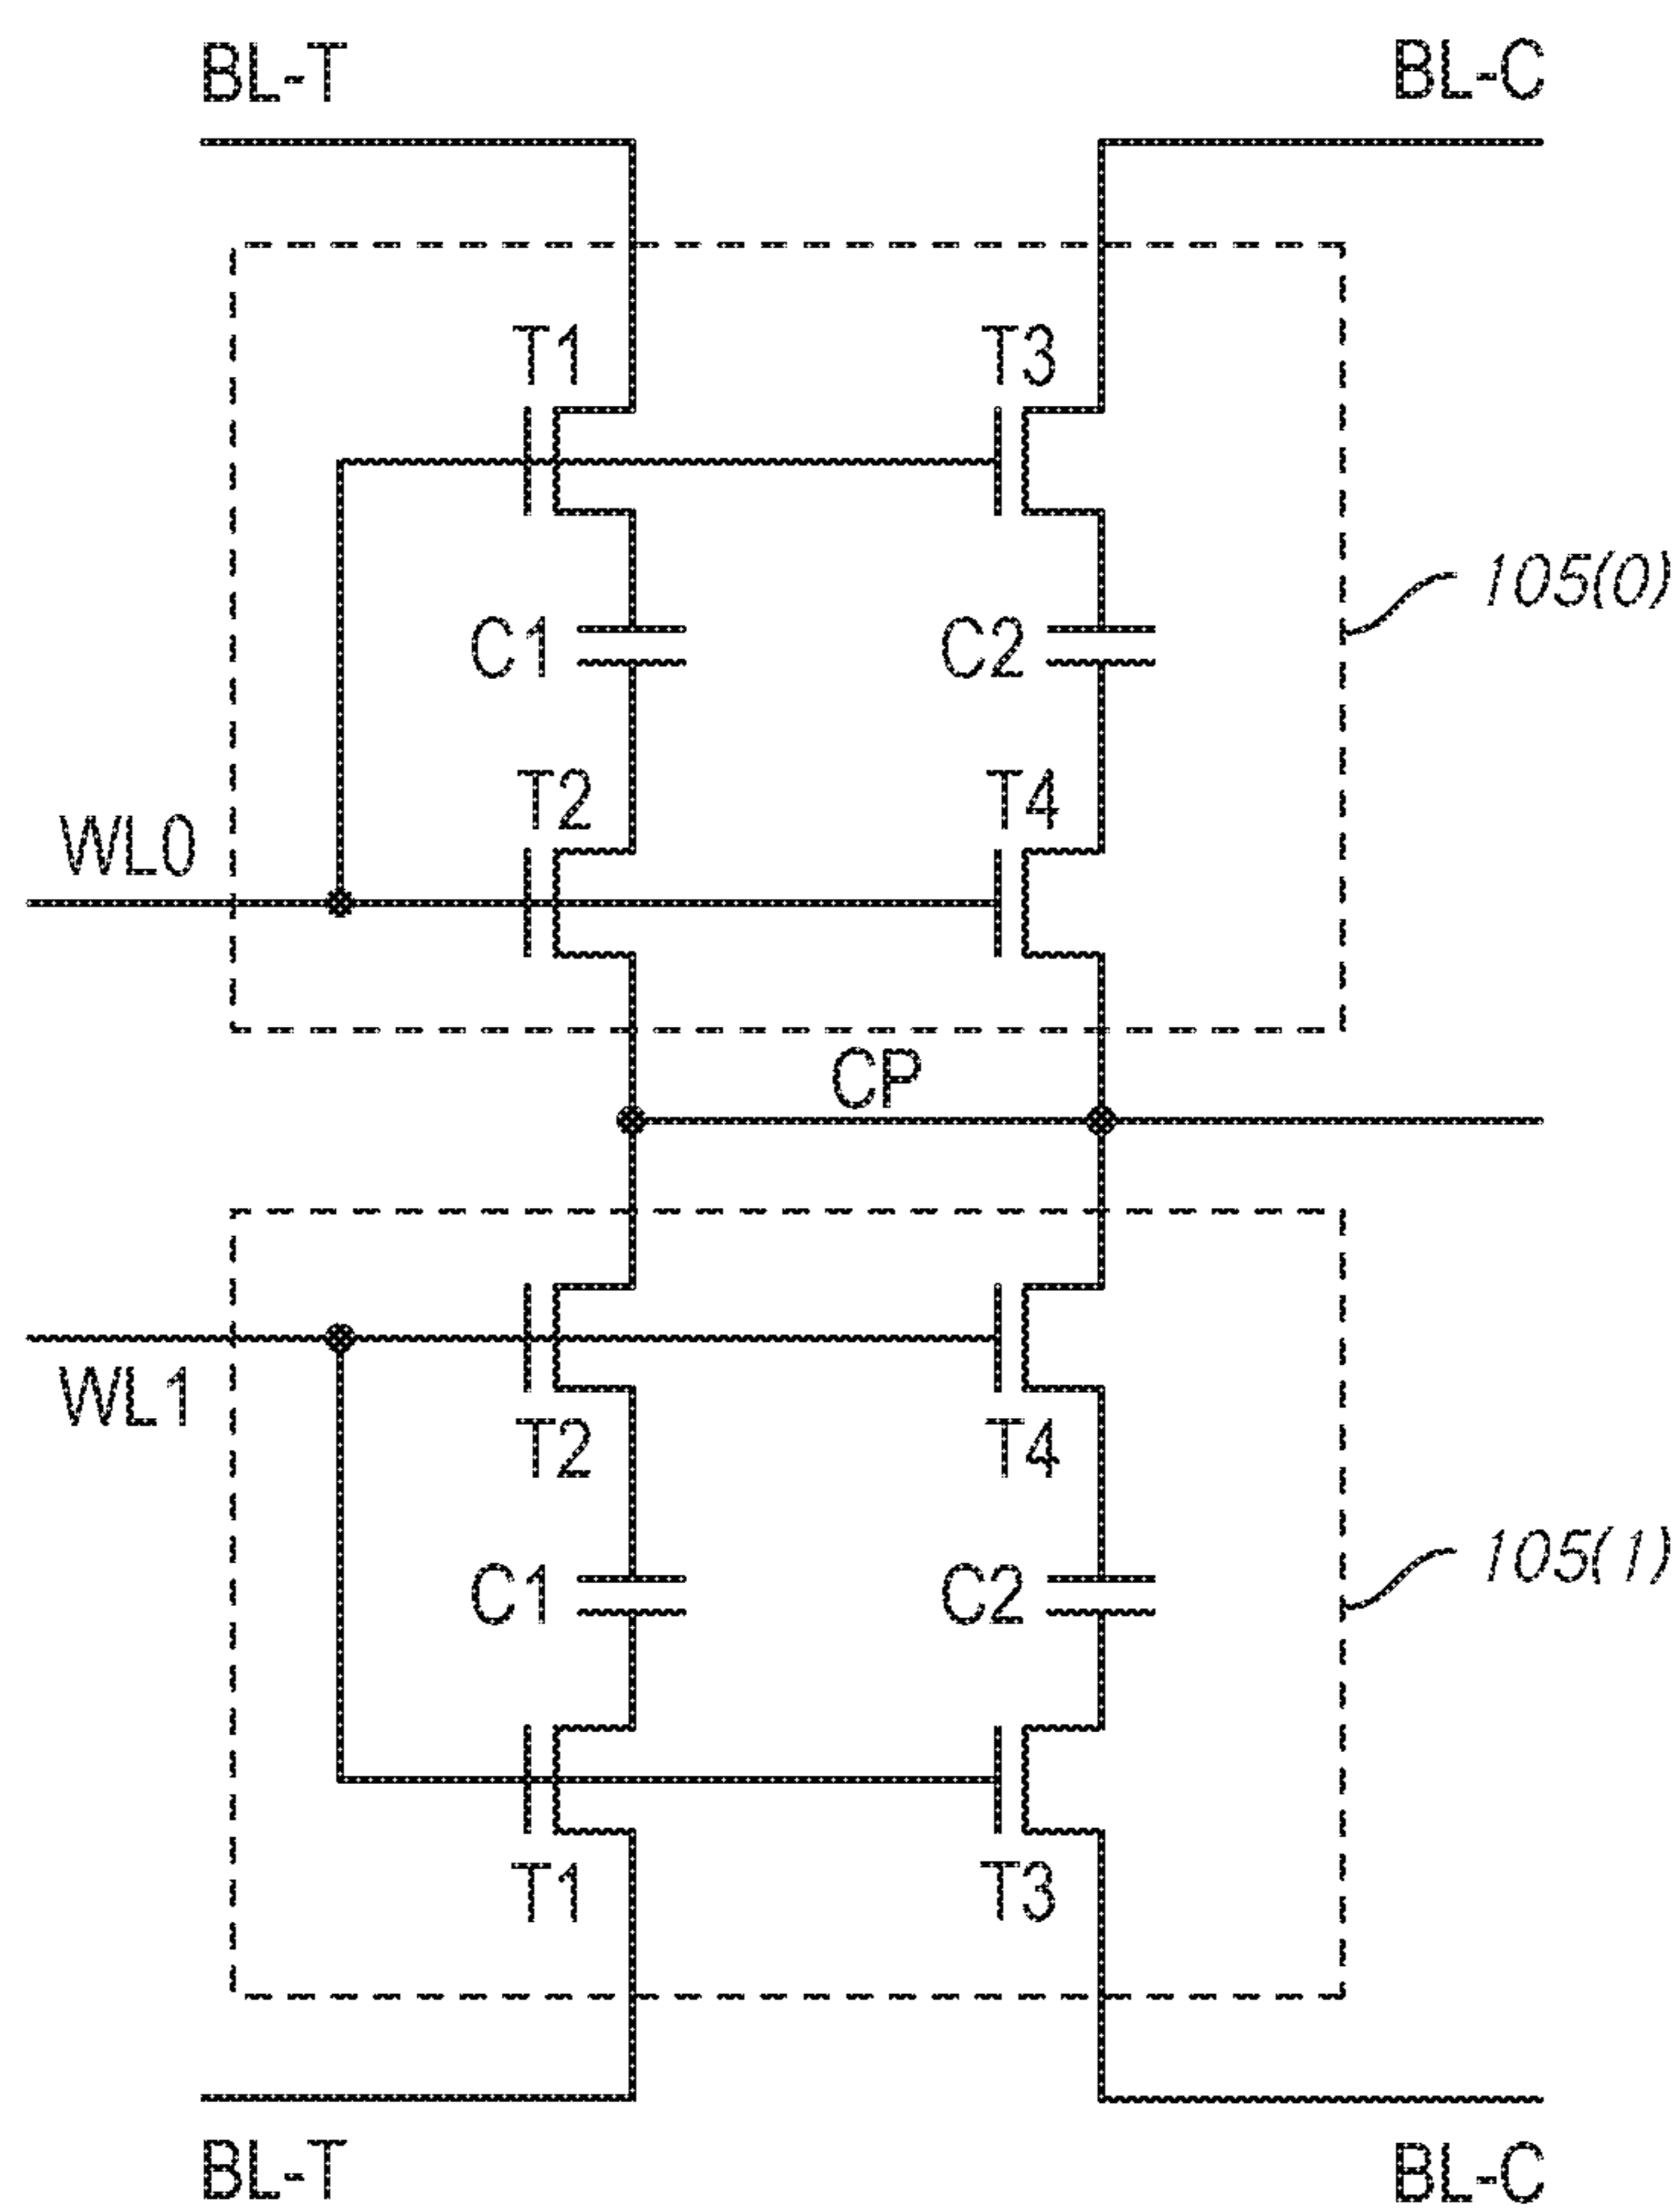 BL-T BL-C
T1 T3
105(0)
C1 C2
T2 T4
WL0
CP
WL1
T2 T4
105(1)
C1 C2
T1 T3
BL-T BL-C